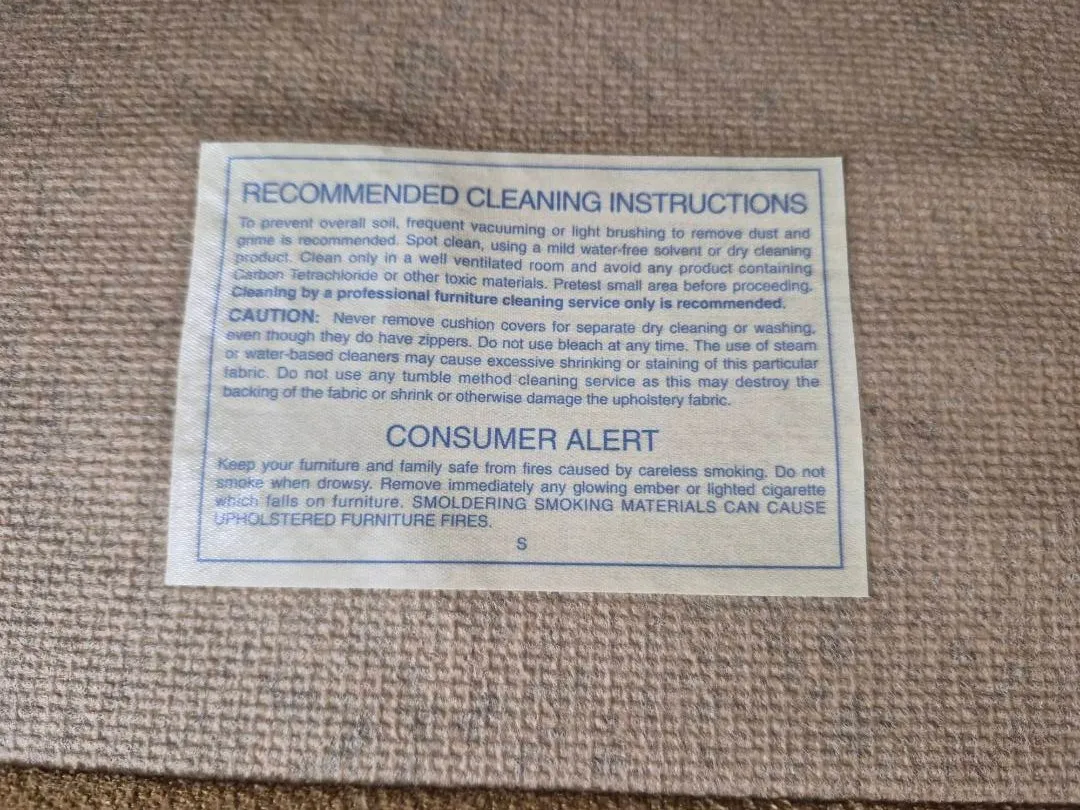 RECOMMENDED CLEANING INSTRUCTIONS
To prevent overall soil, frequent vacuuming or light brushing to remove dust and
grime is recommended. Spot clean, using a mild water-free solvent or dry cleaning
product. Clean only in a well ventilated room and avoid any product containing
Carbon Tetrachloride or other toxic materials. Pretest small area before proceeding.
Cleaning by a professional furniture cleaning service only is recommended.
CAUTION: Never remove cushion covers for separate dry cleaning or washing,
even though they do have zippers. Do not use bleach at any time. The use of steam
or water-based cleaners may cause excessive shrinking or staining of this particular
fabric. Do not use any tumble method cleaning service as this may destroy the
backing of the fabric or shrink or otherwise damage the upholstery fabric.
CONSUMER ALERT
Keep your furniture and family safe from fires caused by careless smoking. Do not
smoke when drowsy. Remove immediately any glowing ember or lighted cigarette
which falls on furniture. SMOLDERING SMOKING MATERIALS CAN CAUSE
UPHOLSTERED FURNITURE FIRES.
S